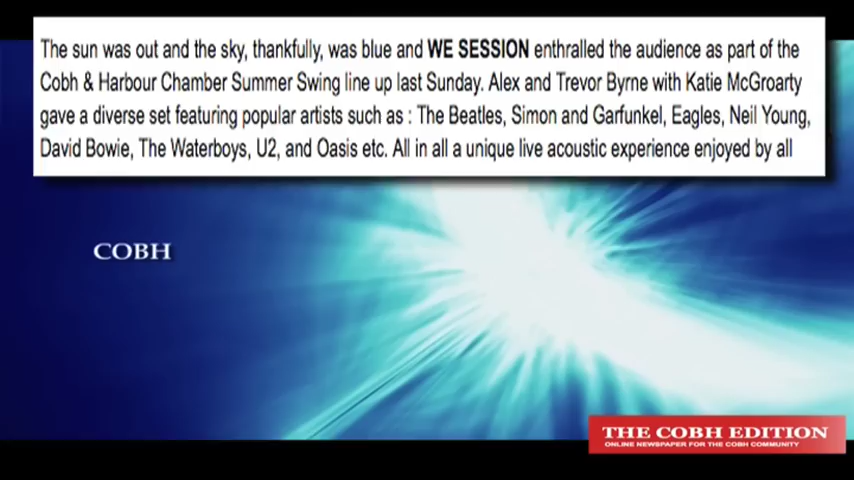 The sun was out and the sky, thankfully, was blue and WE SESSION enthralled the audience as part of the
Cobh & Harbour Chamber Summer Swing line up last Sunday. Alex and Trevor Byrne with Katie McGroarty
gave a diverse set featuring popular artists such as : The Beatles, Simon and Garfunkel, Eagles, Neil Young,
David Bowie, The Waterboys, U2, and Oasis etc. All in all a unique live acoustic experience enjoyed by all
COBH
THE COBH EDITION
ONLINE NEWSPAPER FOR THE COBH COMMUNITY